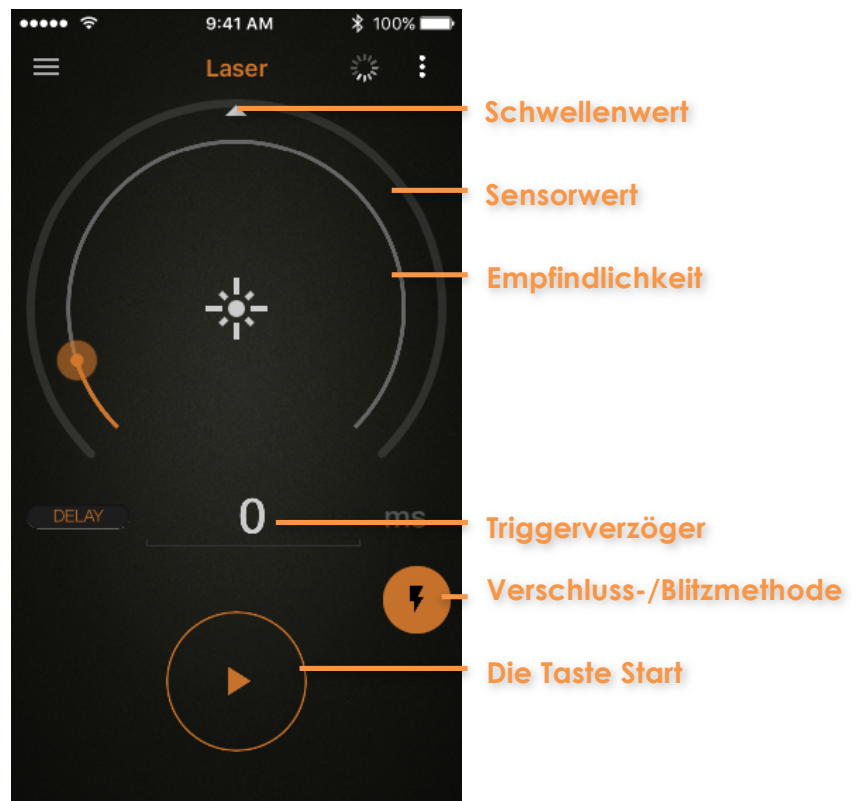 9:41 AM
100%
Laser
Schwellenwert
Sensorwert
Empfindlichkeit
DELAY
0
ms
Triggerverzöger
Verschluss-/Blitzmethode
Die Taste Start